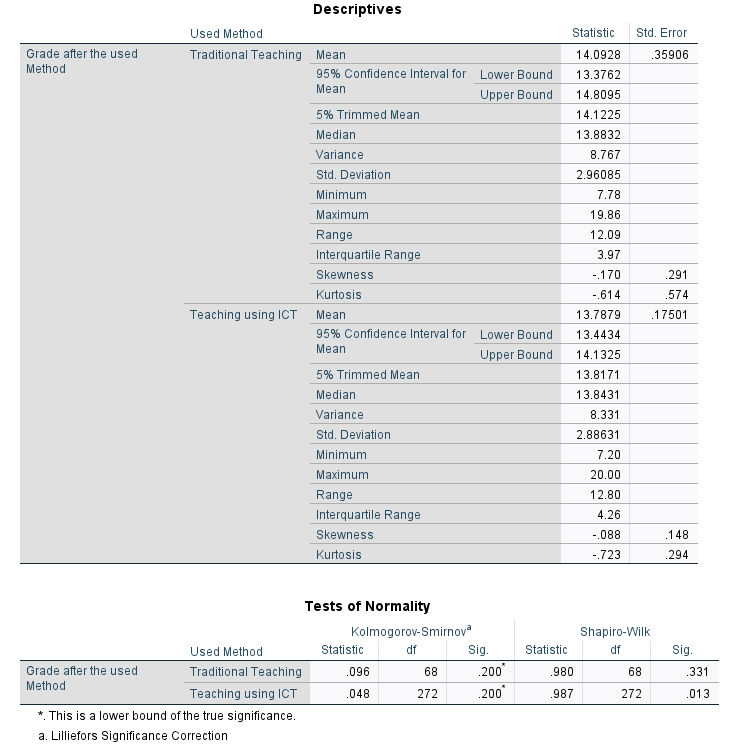 Descriptives
Used Method Statistic Std. Error
Grade after the used Method Traditional Teaching Mean 14.0928 .35906
95% Confidence Interval for Mean Lower Bound 13.3762
Upper Bound 14.8095
5% Trimmed Mean 14.1225
Median 13.8832
Variance 8.767
Std. Deviation 2.96085
Minimum 7.78
Maximum 19.86
Range 12.09
Interquartile Range 3.97
Skewness -.170 .291
Kurtosis -.614 .574
Teaching using ICT Mean 13.7879 .17501
95% Confidence Interval for Mean Lower Bound 13.4434
Upper Bound 14.1325
5% Trimmed Mean 13.8171
Median 13.8431
Variance 8.331
Std. Deviation 2.88631
Minimum 7.20
Maximum 20.00
Range 12.80
Interquartile Range 4.26
Skewness -.088 .148
Kurtosis -.723 .294
Tests of Normality
Kolmogorov-Smirnov^a Shapiro-Wilk
Used Method Statistic df Sig. Statistic df Sig.
Grade after the used Method Traditional Teaching .096 68 .200* .980 68 .331
Teaching using ICT .048 272 .200* .987 272 .013
*. This is a lower bound of the true significance.
a. Lilliefors Significance Correction